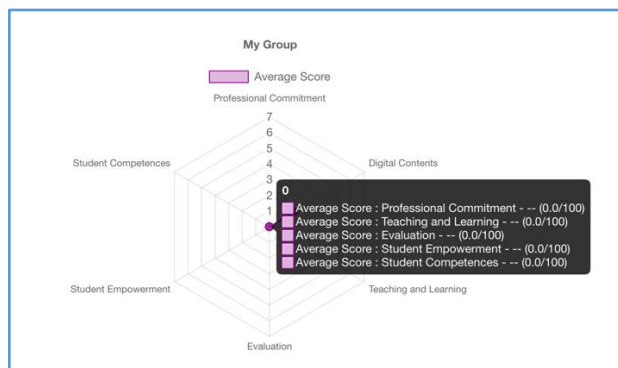 My Group
Average Score
Professional Commitment
7
6
5
4
3
2
1
Student Competences
Digital Contents
0
Average Score : Professional Commitment - -- (0.0/100)
Average Score : Teaching and Learning - -- (0.0/100)
Average Score : Evaluation - -- (0.0/100)
Average Score : Student Empowerment - -- (0.0/100)
Average Score : Student Competences - -- (0.0/100)
Student Empowerment
Teaching and Learning
Evaluation